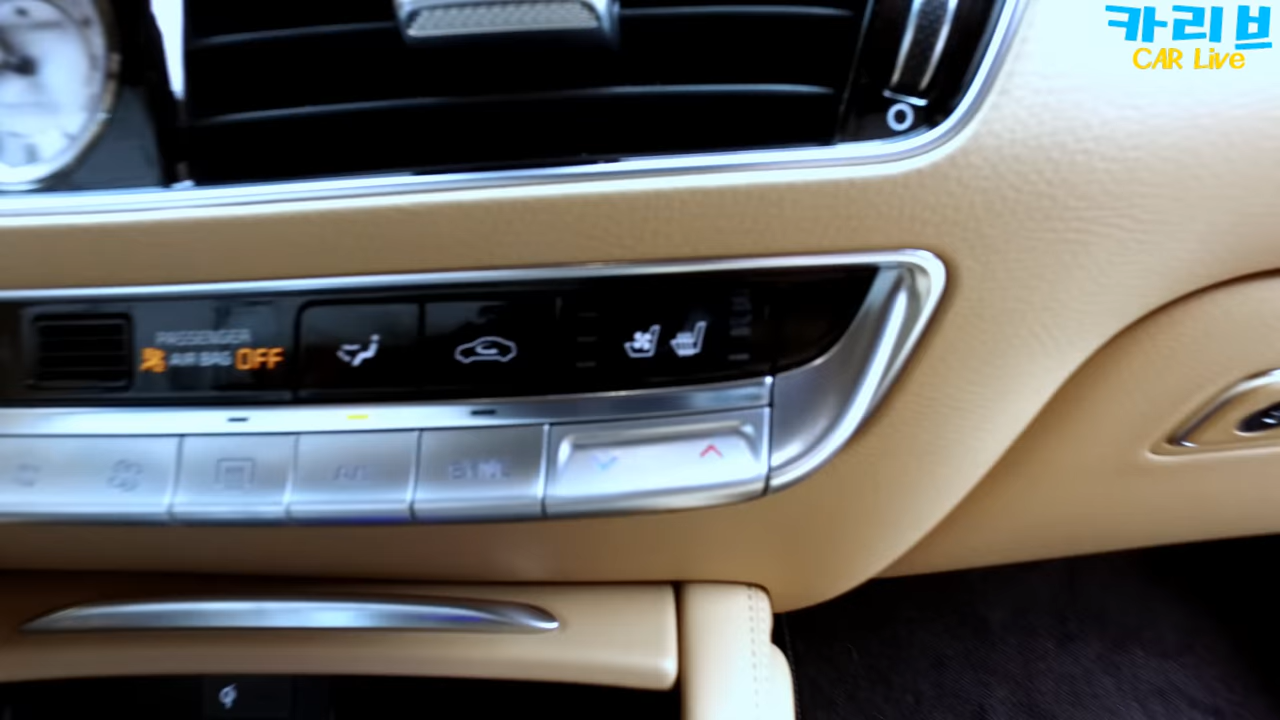 카리브
CAR Live
PASSENGER
AIR BAG OFF
A/C